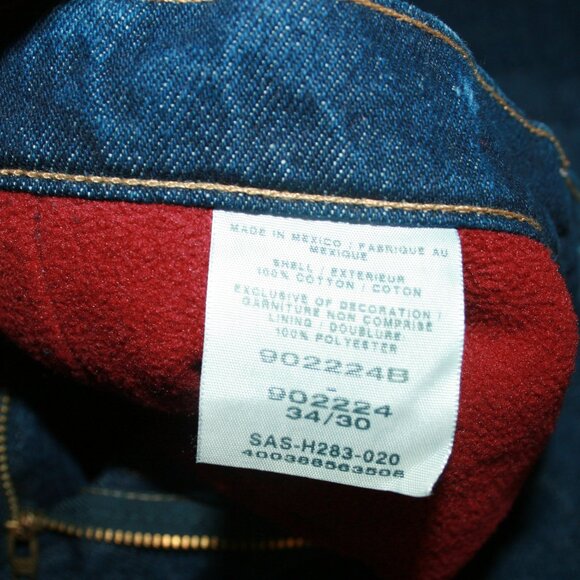 MADE IN MEXICO / FABRIQUE AU
MEXIQUE
SHELL / EXTERIEUR
100% COTTON / COTON
EXCLUSIVE OF DECORATION /
GARNITURE NON COMPRISE
LINING / DOUBLURE
100% POLYESTER
902224B
-
902224
34/30
SAS-H283-020
400388563508